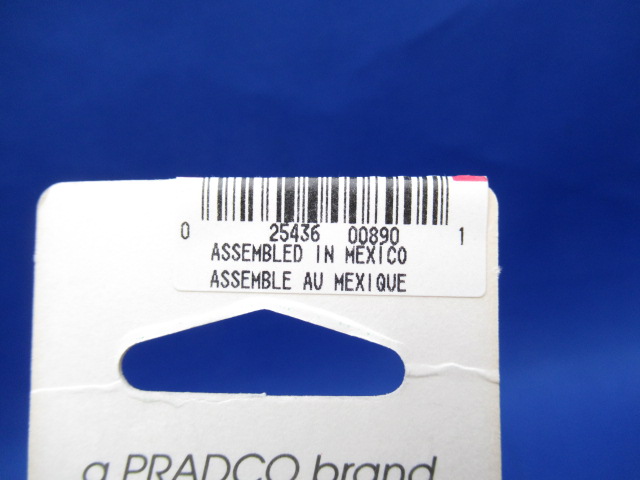 0 25436 00890 1
ASSEMBLED IN MEXICO
ASSEMBLE AU MEXIQUE
a PRADCO brand